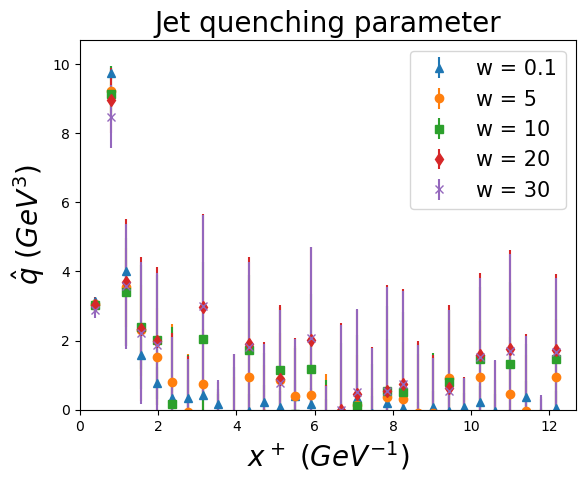 Jet quenching parameter
w = 0.1
w = 5
w = 10
w = 20
w = 30
q̂ (GeV³)
10
8
6
4
2
0
0 2 4 6 8 10 12
x⁺ (GeV⁻¹)